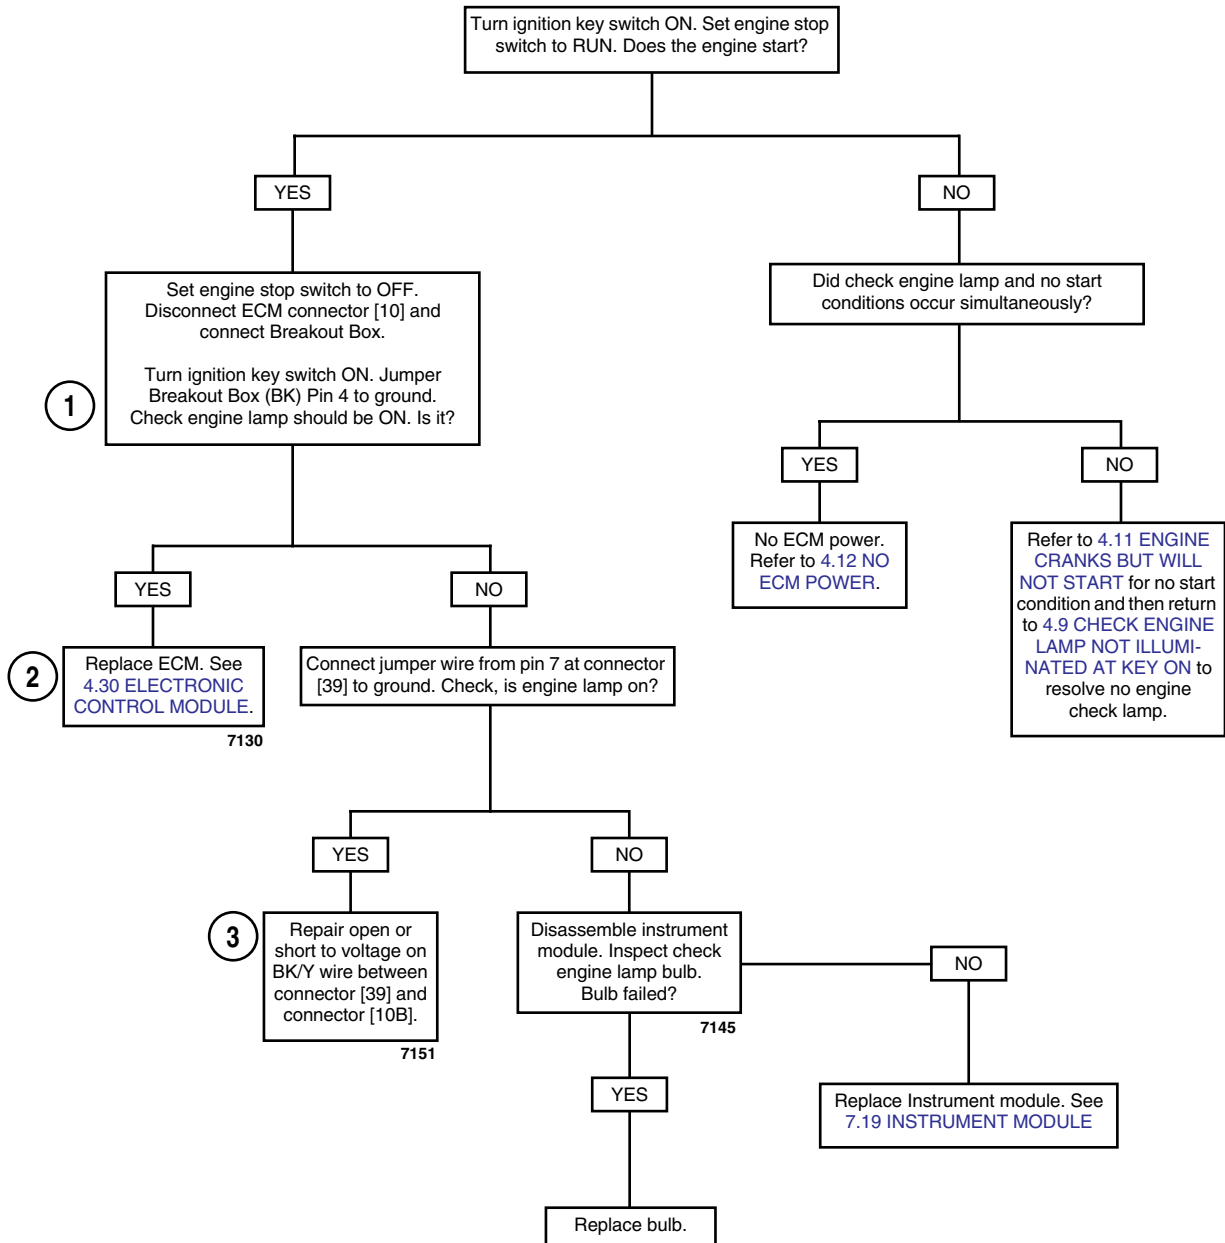 Turn ignition key switch ON. Set engine stop
switch to RUN. Does the engine start?
YES
NO
Set engine stop switch to OFF.
Disconnect ECM connector [10] and
connect Breakout Box.
Turn ignition key switch ON. Jumper
Breakout Box (BK) Pin 4 to ground.
Check engine lamp should be ON. Is it?
1
Did check engine lamp and no start
conditions occur simultaneously?
YES
NO
No ECM power.
Refer to 4.12 NO
ECM POWER.
Refer to 4.11 ENGINE
CRANKS BUT WILL
NOT START for no start
condition and then return
to 4.9 CHECK ENGINE
LAMP NOT ILLUMI-
NATED AT KEY ON to
resolve no engine
check lamp.
YES
NO
2
Replace ECM. See
4.30 ELECTRONIC
CONTROL MODULE.
7130
Connect jumper wire from pin 7 at connector
[39] to ground. Check, is engine lamp on?
YES
NO
3
Repair open or
short to voltage on
BK/Y wire between
connector [39] and
connector [10B].
7151
Disassemble instrument
module. Inspect check
engine lamp bulb.
Bulb failed?
7145
NO
YES
Replace Instrument module. See
7.19 INSTRUMENT MODULE
Replace bulb.